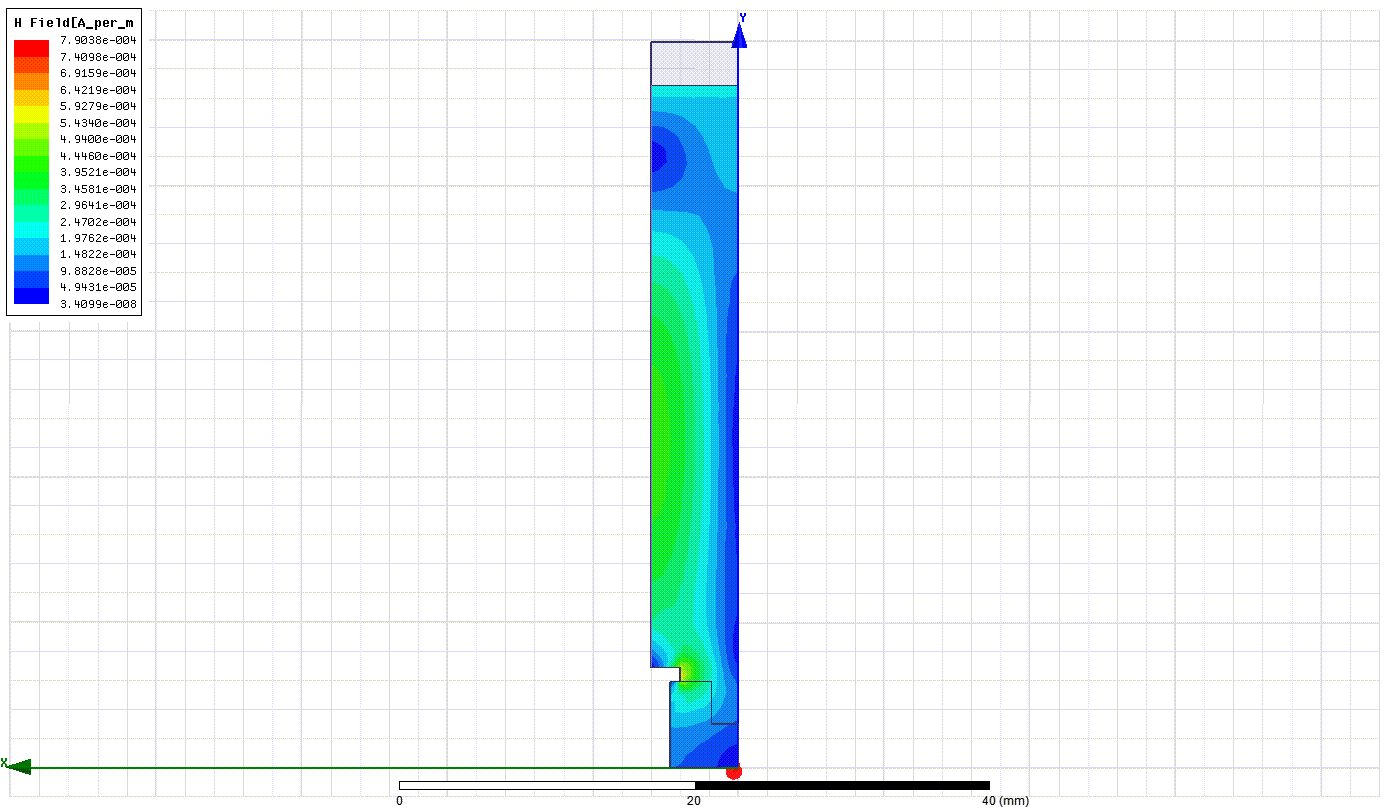 H Field[A_per_m
7.9038e-004
7.4098e-004
6.9159e-004
6.4219e-004
5.9279e-004
5.4340e-004
4.9400e-004
4.4460e-004
3.9521e-004
3.4581e-004
2.9641e-004
2.4702e-004
1.9762e-004
1.4822e-004
9.8828e-005
4.9431e-005
3.4099e-008
Y
X
0 20 40 (mm)